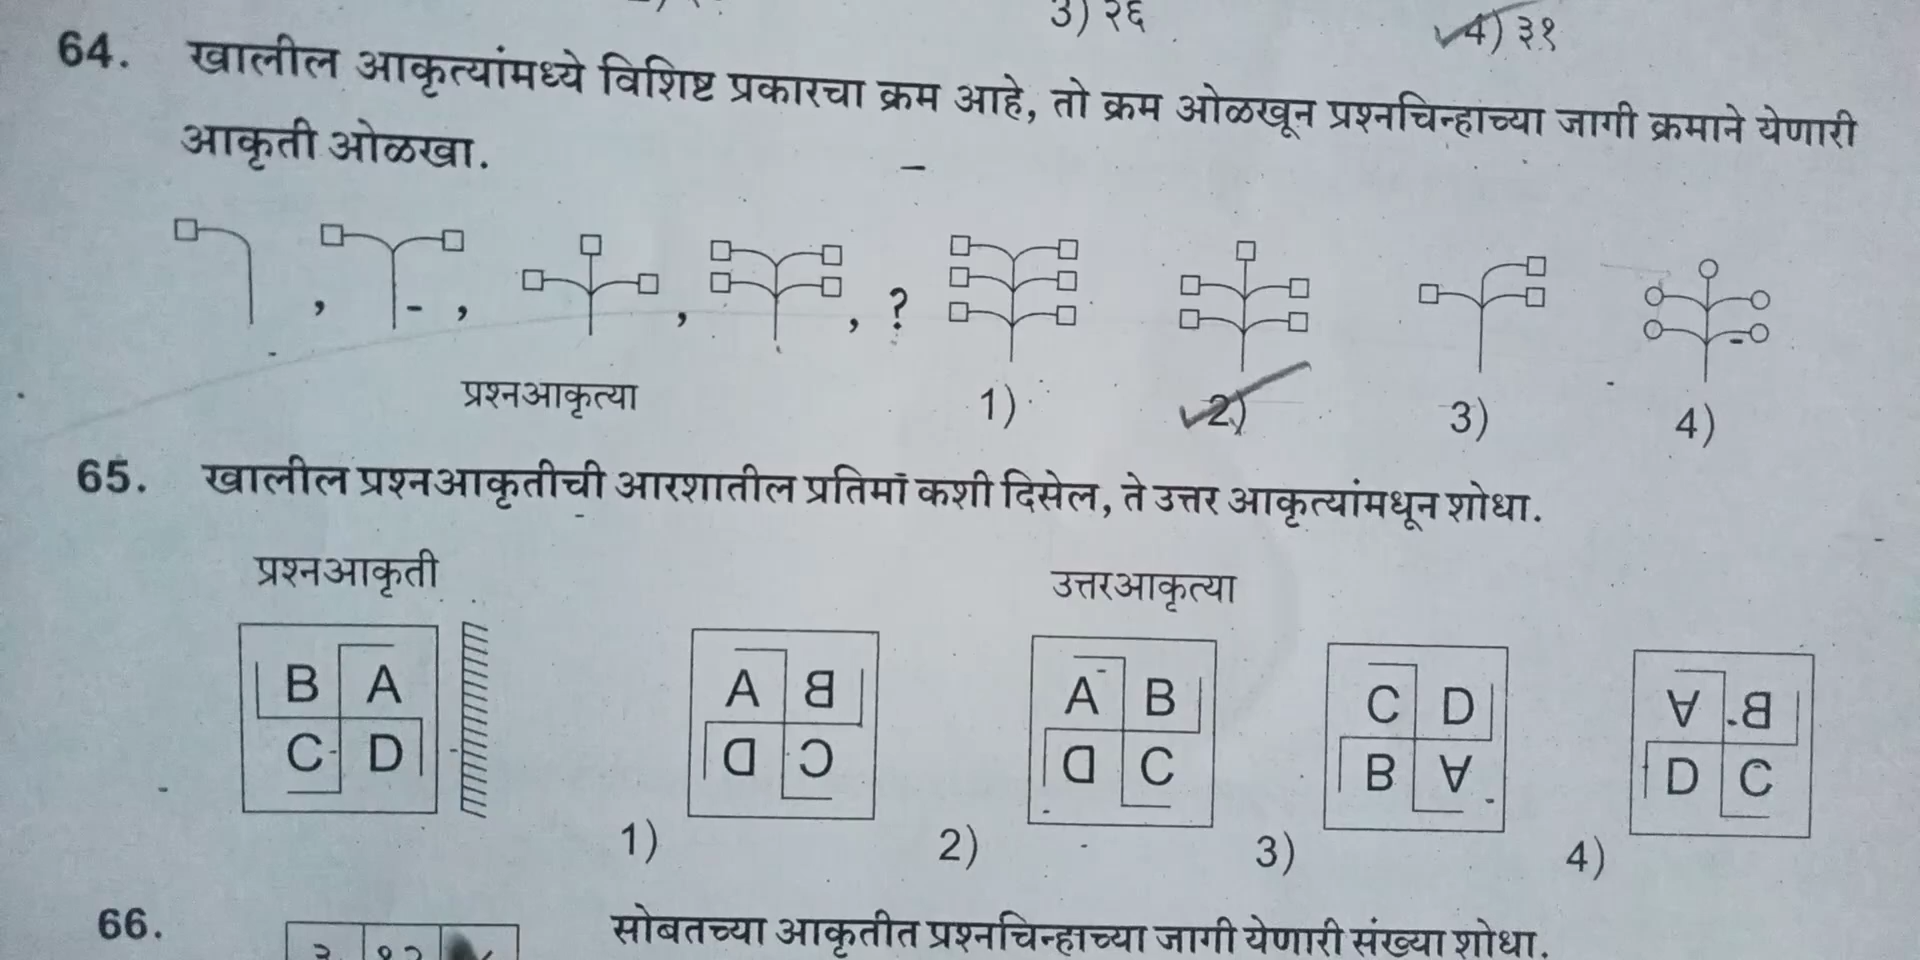 3) २६ 4) ३१
64. खालील आकृत्यांमध्ये विशिष्ट प्रकारचा क्रम आहे, तो क्रम ओळखून प्रश्नचिन्हाच्या जागी क्रमाने येणारी
आकृती ओळखा.
, , , , ?
प्रश्नआकृत्या 1) 2) 3) 4)
65. खालील प्रश्नआकृतीची आरशातील प्रतिमा कशी दिसेल, ते उत्तर आकृत्यांमधून शोधा.
प्रश्नआकृती उत्तरआकृत्या
B A A B A B C D A B
C D D C D C B A D C
1) 2) 3) 4)
66. सोबतच्या आकृतीत प्रश्नचिन्हाच्या जागी येणारी संख्या शोधा.